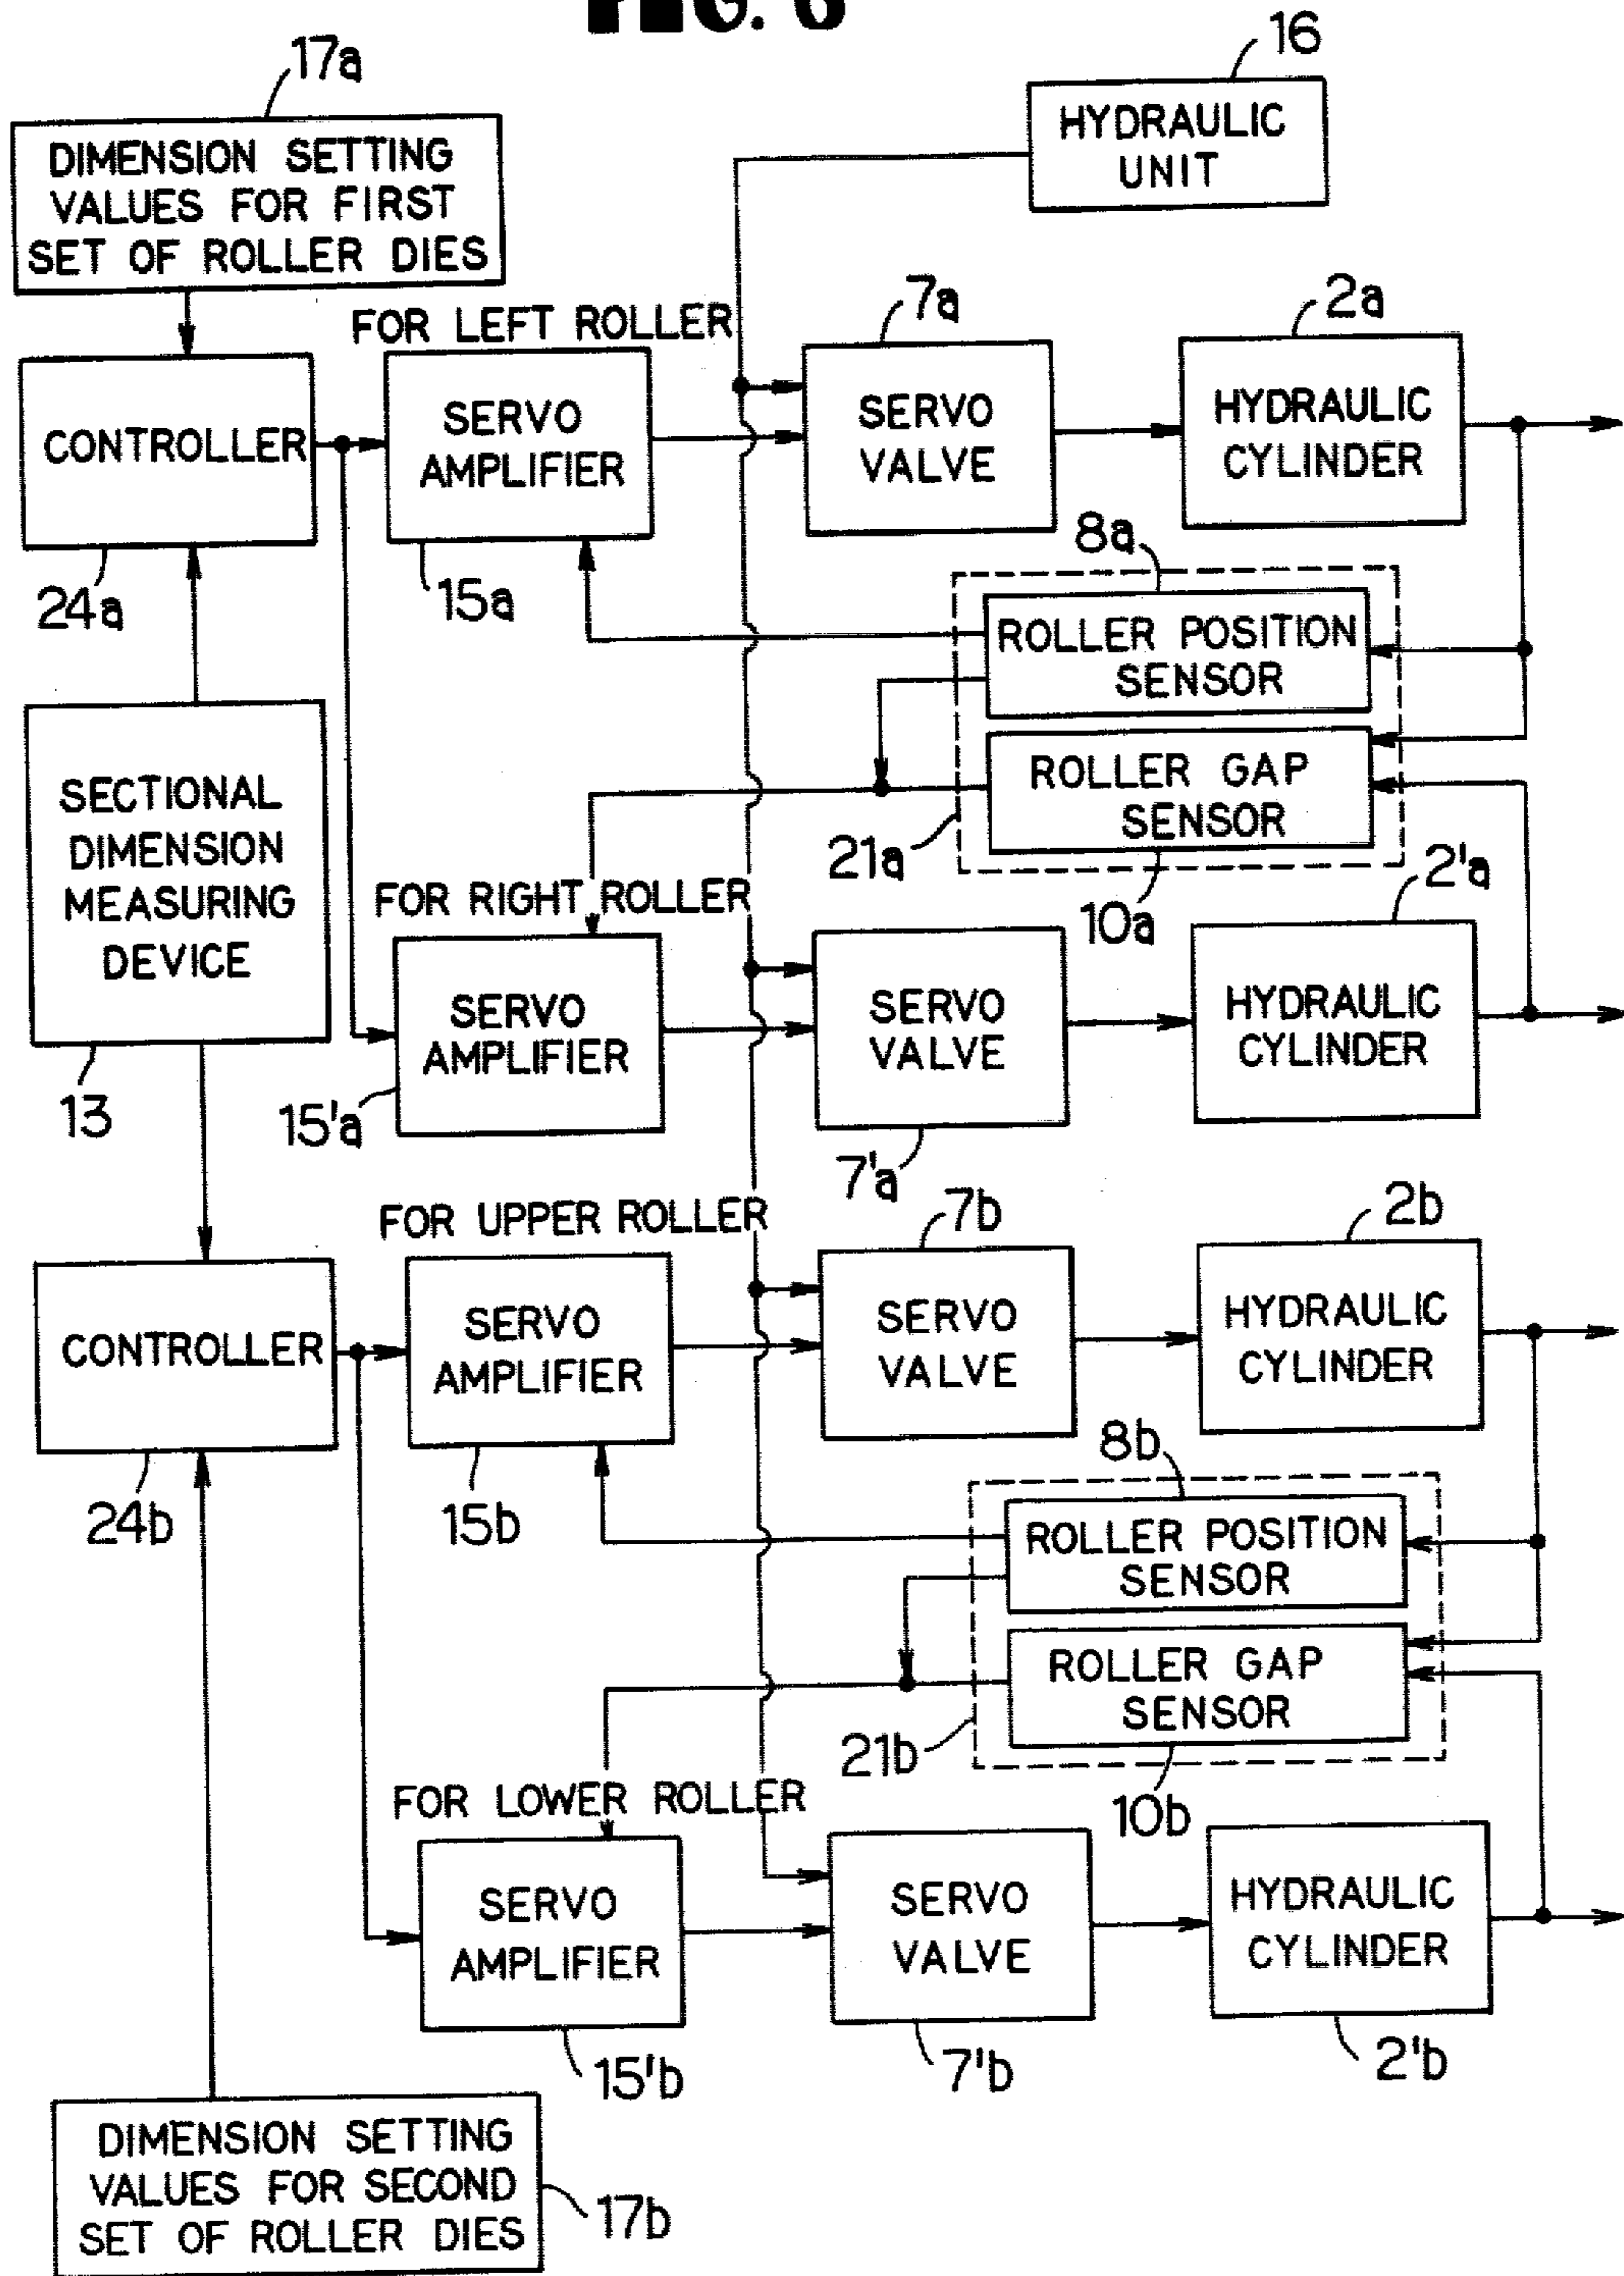 FIG. 6
17a
16
DIMENSION SETTING
VALUES FOR FIRST
SET OF ROLLER DIES
HYDRAULIC
UNIT
FOR LEFT ROLLER
7a
2a
CONTROLLER
SERVO
AMPLIFIER
SERVO
VALVE
HYDRAULIC
CYLINDER
24a
15a
8a
ROLLER POSITION
SENSOR
ROLLER GAP
SENSOR
21a
10a
SECTIONAL
DIMENSION
MEASURING
DEVICE
13
FOR RIGHT ROLLER
2'a
SERVO
AMPLIFIER
SERVO
VALVE
HYDRAULIC
CYLINDER
15'a
7'a
FOR UPPER ROLLER
7b
2b
CONTROLLER
SERVO
AMPLIFIER
SERVO
VALVE
HYDRAULIC
CYLINDER
24b
15b
8b
ROLLER POSITION
SENSOR
ROLLER GAP
SENSOR
21b
10b
FOR LOWER ROLLER
SERVO
AMPLIFIER
SERVO
VALVE
HYDRAULIC
CYLINDER
15'b
7'b
2'b
DIMENSION SETTING
VALUES FOR SECOND
SET OF ROLLER DIES
17b